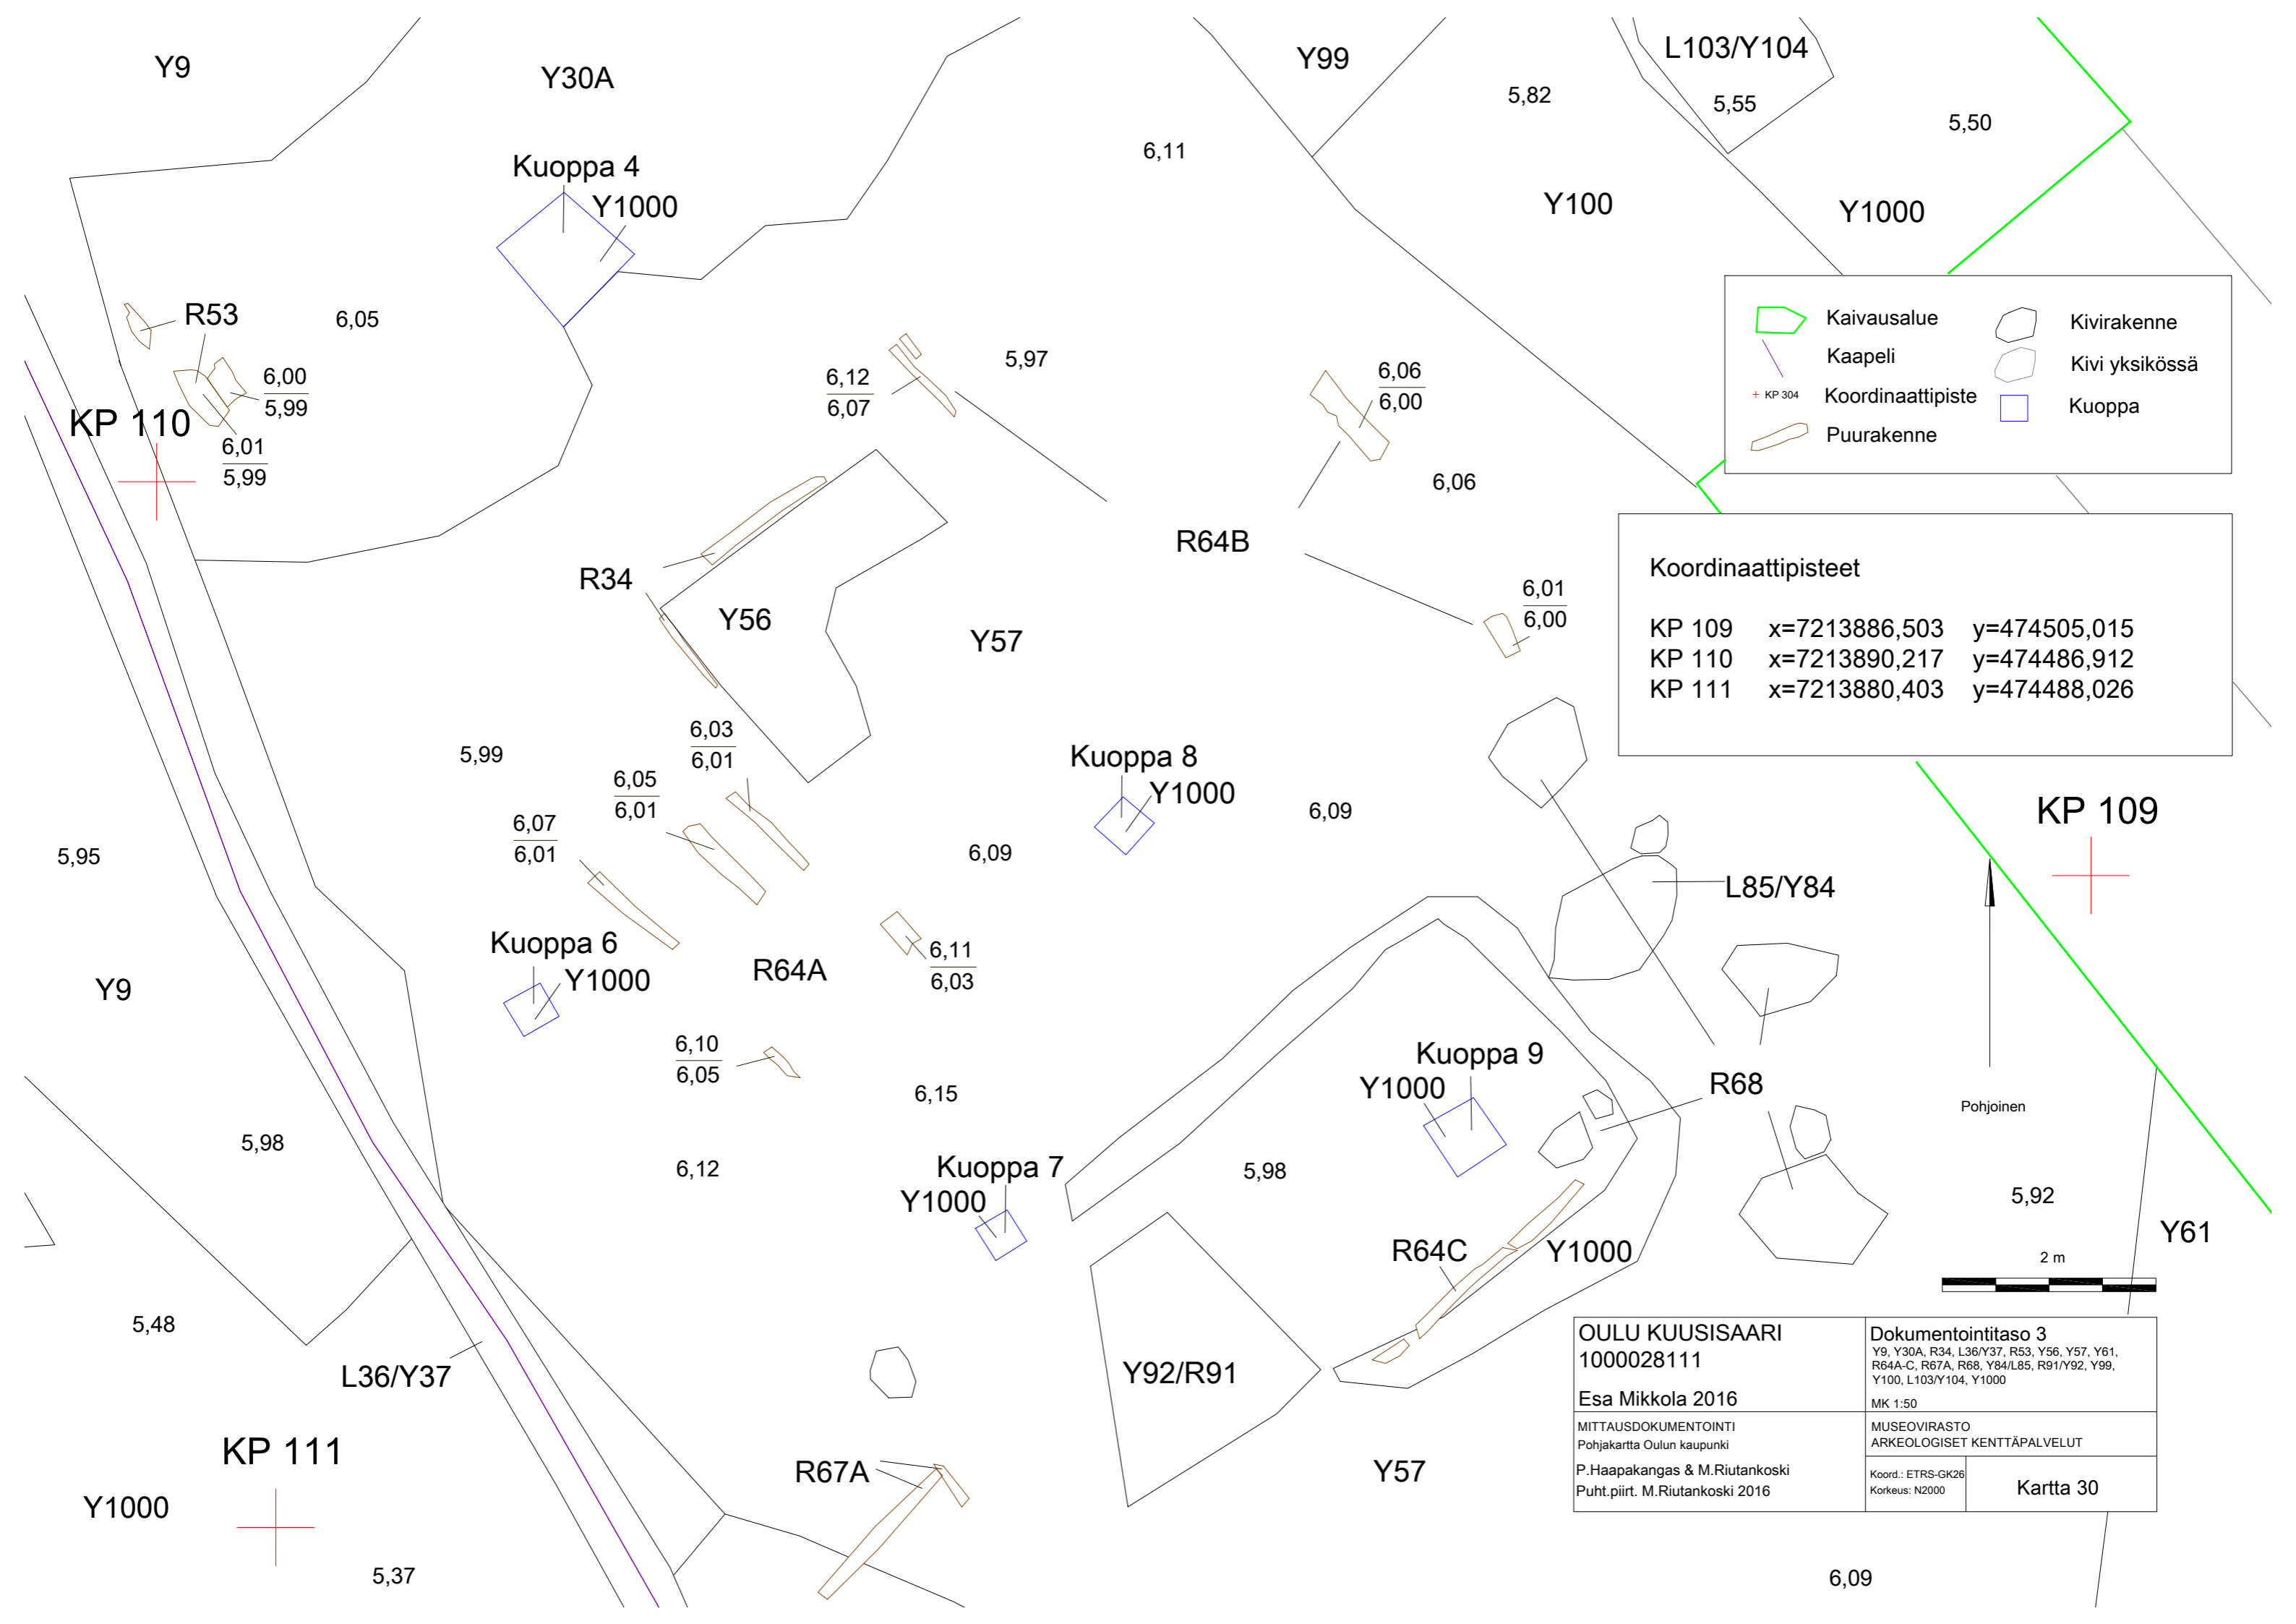 Y9
Y30A
Y99
L103/Y104
5,82
5,55
5,50
6,11
Kuoppa 4
Y1000
Y100
Y1000
R53
6,05
6,00
5,99
KP 110
6,01
5,99
6,12
6,07
5,97
6,06
6,00
6,06
Kaivausalue
Kaapeli
+ KP 304 Koordinaattipiste
Puurakenne
Kivirakenne
Kivi yksikössä
Kuoppa
R64B
R34
Y56
Y57
6,01
6,00
Koordinaattipisteet
KP 109 x=7213886,503 y=474505,015
KP 110 x=7213890,217 y=474486,912
KP 111 x=7213880,403 y=474488,026
5,99
6,03
6,01
6,05
6,01
6,07
6,01
Kuoppa 8
Y1000
6,09
6,09
KP 109
5,95
L85/Y84
Kuoppa 6
Y1000
R64A
6,11
6,03
Y9
6,10
6,05
6,15
Kuoppa 9
Y1000
R68
Pohjoinen
5,98
6,12
Kuoppa 7
Y1000
5,98
5,92
Y61
R64C
Y1000
2 m
5,48
L36/Y37
Y92/R91
KP 111
Y1000
R67A
Y57
5,37
6,09
OULU KUUSISAARI
1000028111
Esa Mikkola 2016
MITTAUSDOKUMENTOINTI
Pohjakartta Oulun kaupunki
P.Haapakangas & M.Riutankoski
Puht.piirt. M.Riutankoski 2016
Dokumentointitaso 3
Y9, Y30A, R34, L36/Y37, R53, Y56, Y57, Y61,
R64A-C, R67A, R68, Y84/L85, R91/Y92, Y99,
Y100, L103/Y104, Y1000
MK 1:50
MUSEOVIRASTO
ARKEOLOGISET KENTTÄPALVELUT
Koord.: ETRS-GK26
Korkeus: N2000
Kartta 30